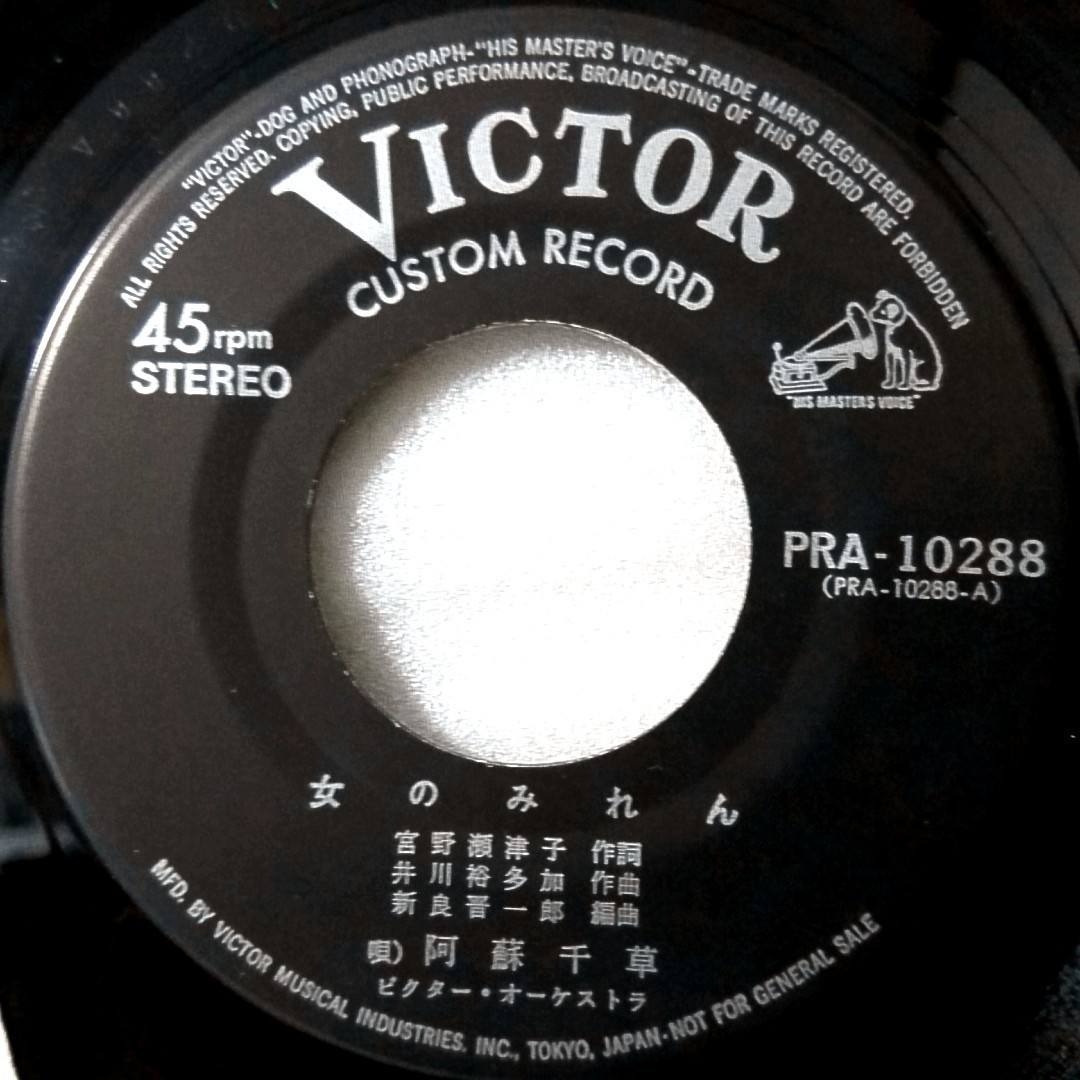 "VICTOR"-DOG AND PHONOGRAPH-"HIS MASTER'S VOICE"-TRADE MARKS REGISTERED.
ALL RIGHTS RESERVED. COPYING, PUBLIC PERFORMANCE, BROADCASTING OF THIS RECORD ARE FORBIDDEN
VICTOR
CUSTOM RECORD
45rpm
STEREO
"HIS MASTERS VOICE"
PRA-10288
(PRA-10288-A)
女のみれん
宮野瀬津子 作詞
井川裕多加 作曲
新良晋一郎 編曲
唄) 阿蘇千草
ビクター・オーケストラ
MFD. BY VICTOR MUSICAL INDUSTRIES. INC., TOKYO, JAPAN·NOT FOR GENERAL SALE